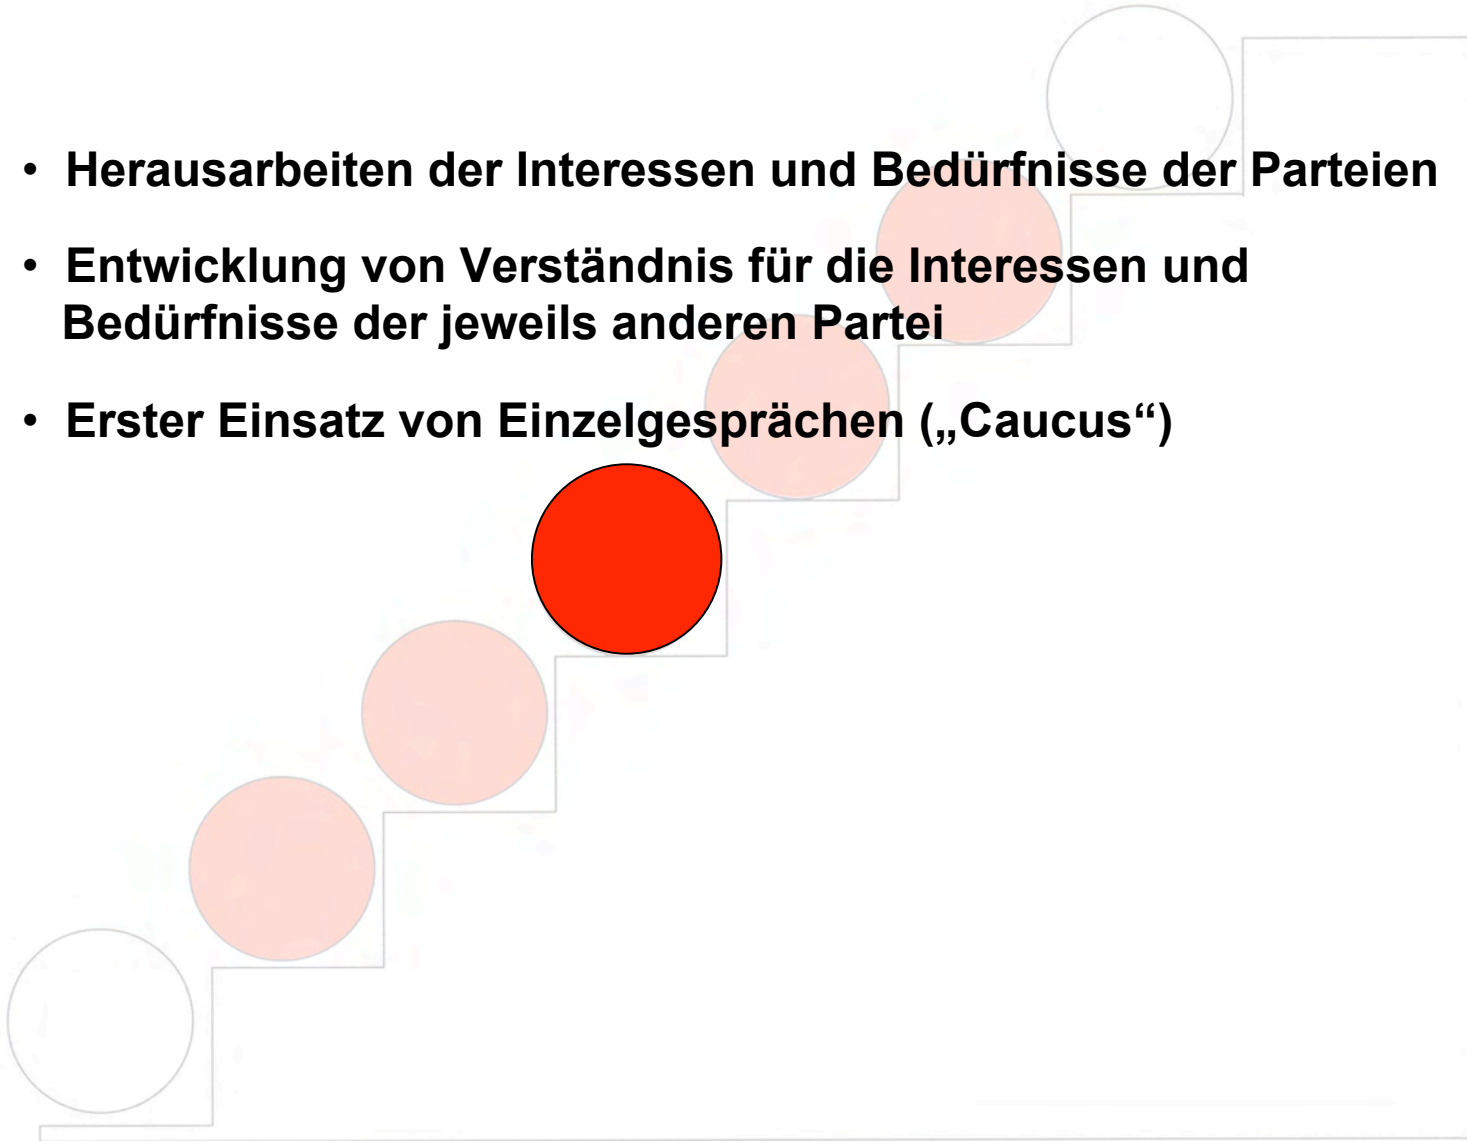 • Herausarbeiten der Interessen und Bedürfnisse der Parteien
• Entwicklung von Verständnis für die Interessen und
Bedürfnisse der jeweils anderen Partei
• Erster Einsatz von Einzelgesprächen („Caucus“)